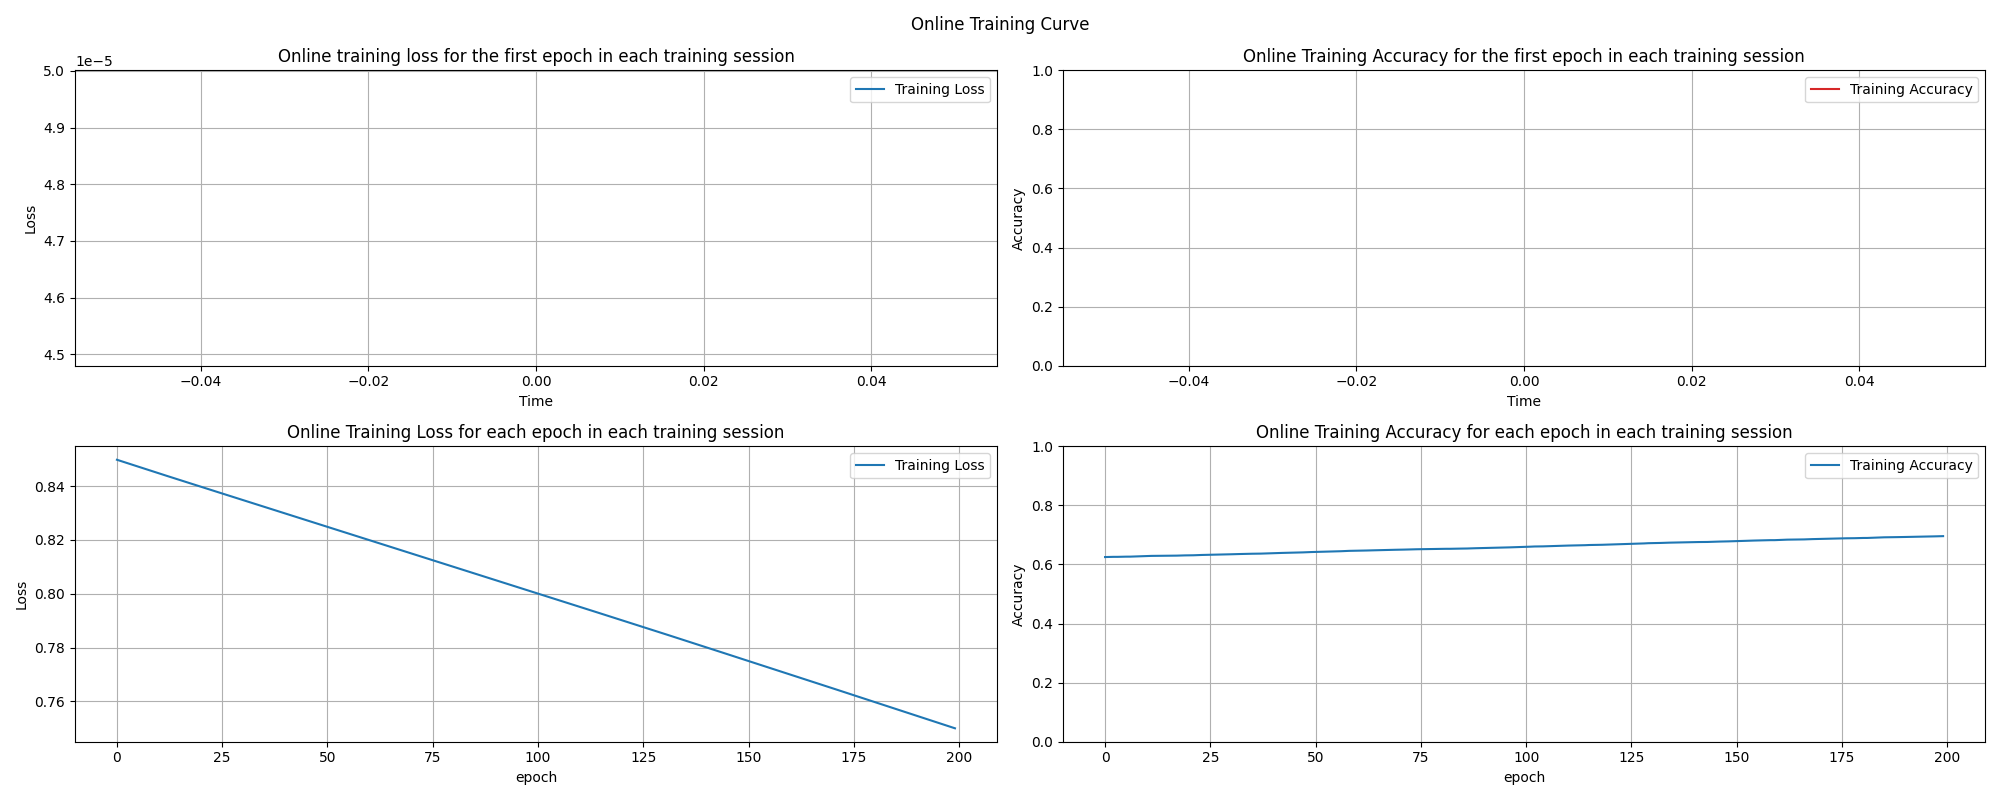 Online Training Curve
Online training loss for the first epoch in each training session
1e−5
5.0
4.9
4.8
4.7
4.6
4.5
Loss
Training Loss
−0.04 −0.02 0.00 0.02 0.04
Time
Online Training Accuracy for the first epoch in each training session
1.0
0.8
0.6
0.4
0.2
0.0
Accuracy
Training Accuracy
−0.04 −0.02 0.00 0.02 0.04
Time
Online Training Loss for each epoch in each training session
0.84
0.82
0.80
0.78
0.76
Loss
Training Loss
0 25 50 75 100 125 150 175 200
epoch
Online Training Accuracy for each epoch in each training session
1.0
0.8
0.6
0.4
0.2
0.0
Accuracy
Training Accuracy
0 25 50 75 100 125 150 175 200
epoch